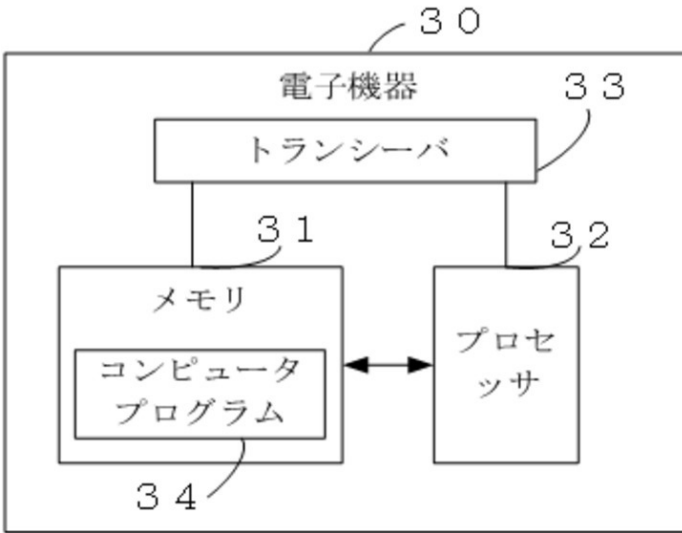 ３０
電子機器
３３
トランシーバ
３１
３２
メモリ
プロセ
ッサ
コンピュータ
プログラム
３４